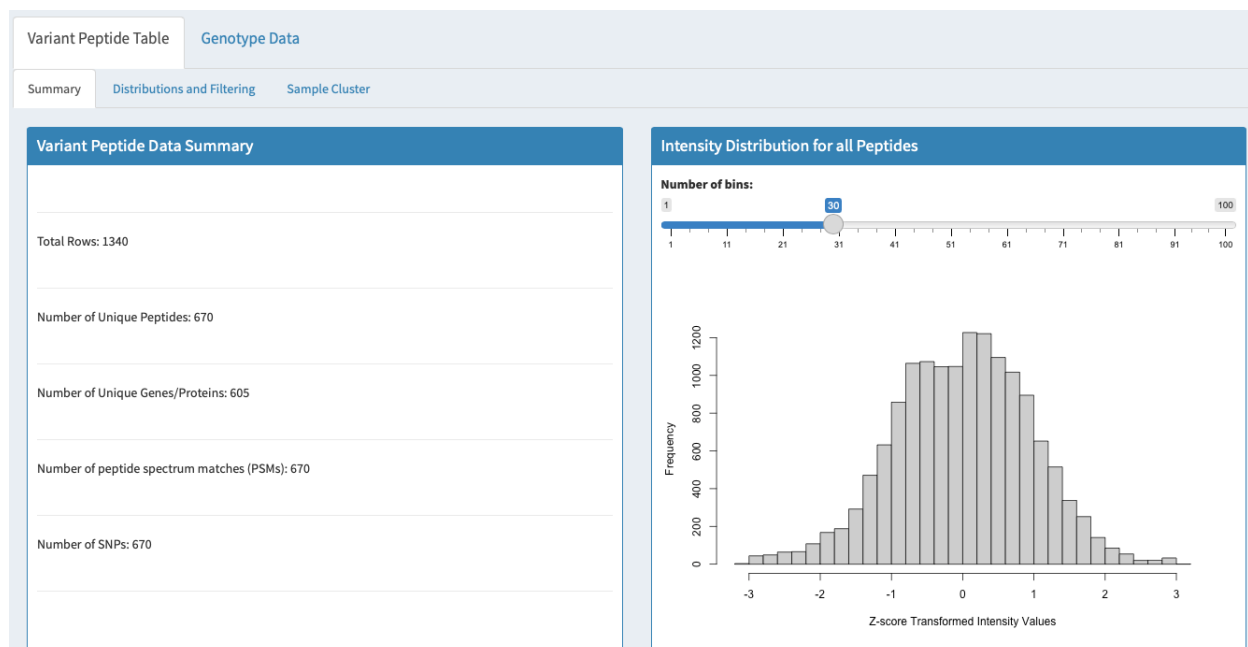 Variant Peptide Table Genotype Data
Summary Distributions and Filtering Sample Cluster
Variant Peptide Data Summary
Total Rows: 1340
Number of Unique Peptides: 670
Number of Unique Genes/Proteins: 605
Number of peptide spectrum matches (PSMs): 670
Number of SNPs: 670
Intensity Distribution for all Peptides
Number of bins:
1 30 100
1 11 21 31 41 51 61 71 81 91 100
Frequency
1200
1000
800
600
400
200
0
-3 -2 -1 0 1 2 3
Z-score Transformed Intensity Values